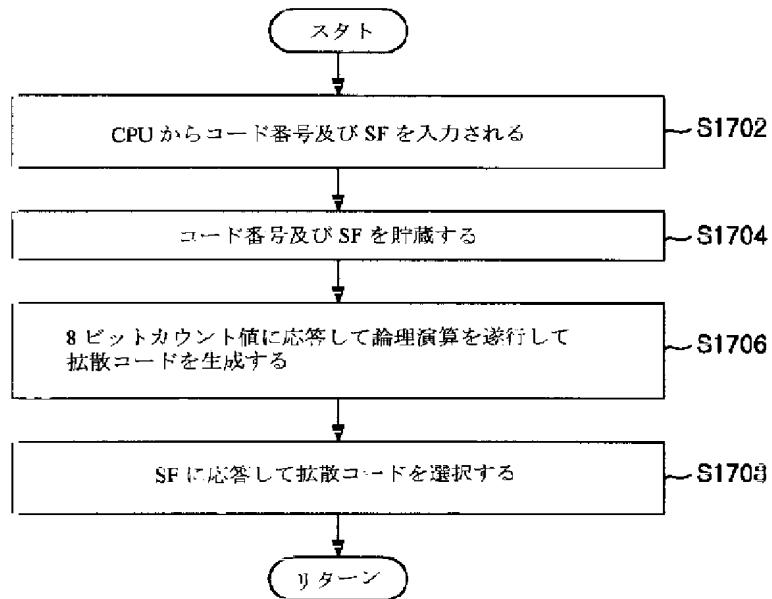 スタト
CPU からコード番号及び SF を入力される
S1702
コード番号及び SF を貯蔵する
S1704
8 ビットカウント値に応答して論理演算を遂行して
拡散コードを生成する
S1706
SF に応答して拡散コードを選択する
S1708
リターン